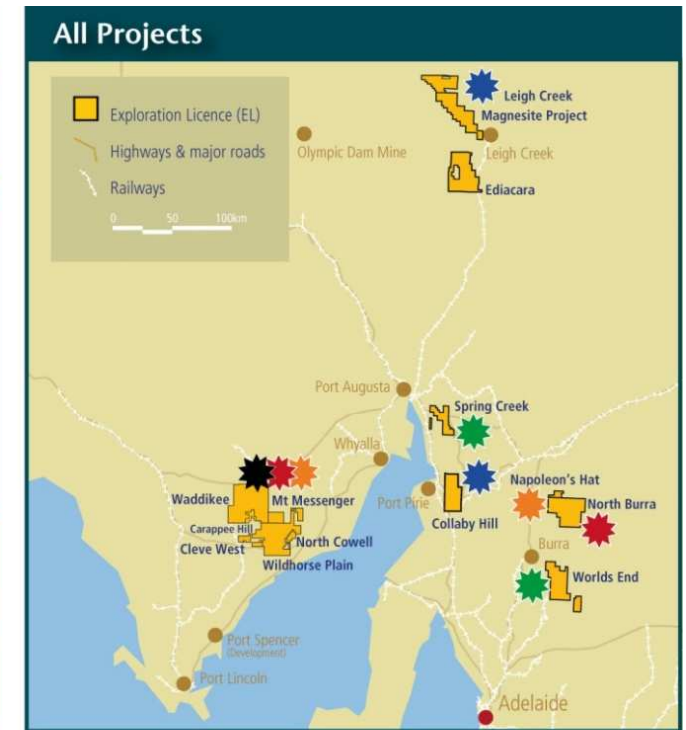 All Projects
Exploration Licence (EL)
Highways & major roads
Railways
0 50 100km
Leigh Creek
Magnesite Project
Olympic Dam Mine
Leigh Creek
Ediacara
Port Augusta
Spring Creek
Whyalla
Napoleon's Hat
Waddikee
Mt Messenger
Port Pirie
North Burra
Carappee Hill
Collaby Hill
Cleve West
North Cowell
Burra
Wildhorse Plain
Worlds End
Port Spencer
(Development)
Port Lincoln
Adelaide